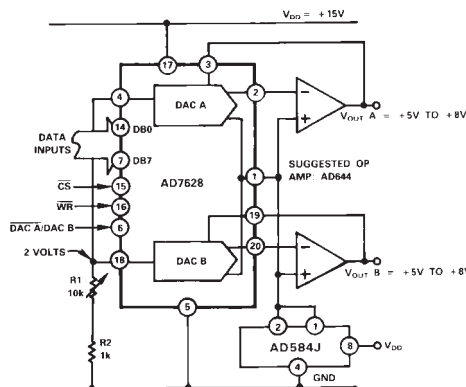 V_DD = +15V
17
3
4
DAC A
2
14
DB0
DATA
INPUTS
V_OUT A = +5V TO +8V
7
DB7
SUGGESTED OP
AMP: AD644
1
CS
15
AD7628
WR
16
19
DAC A/DAC B
6
20
2 VOLTS
18
DAC B
V_OUT B = +5V TO +8V
R1
10k
5
2
1
AD584J
8
V_DD
R2
1k
4
GND